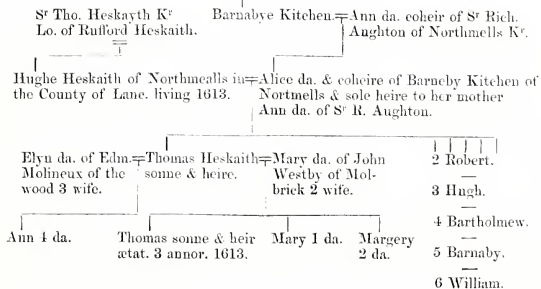 Sʳ Tho. Heskayth Kʳ
Lo. of Rufford Heskaith.
Barnabye Kitchen.=Ann da. coheir of Sʳ Rich.
Aughton of Northmells Kʳ.
Hughe Heskaith of Northmealls in=Alice da. & coheire of Barneby Kitchen of
the County of Lanc. living 1613.
Nortmells & sole heire to her mother
Ann da. of Sʳ R. Aughton.
Elyn da. of Edm.=Thomas Heskaith=Mary da. of John
Molineux of the
wood 3 wife.
sonne & heire.
Westby of Mol-
brick 2 wife.
2 Robert.
3 Hugh.
4 Bartholmew.
5 Barnaby.
6 William.
Ann 4 da.
Thomas sonne & heir
ætat. 3 annor. 1613.
Mary 1 da.
Margery
2 da.